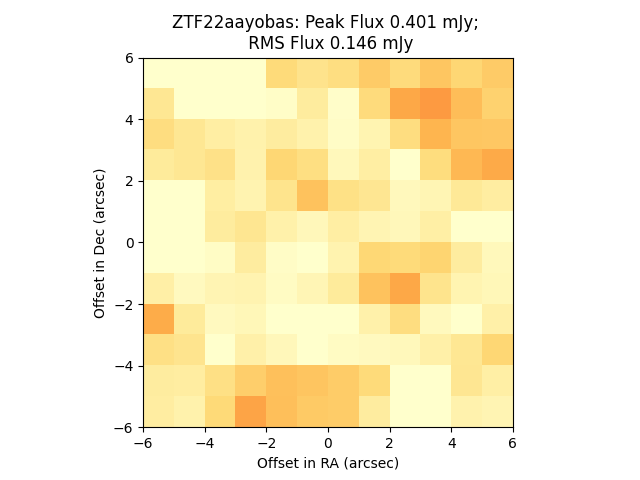 ZTF22aayobas: Peak Flux 0.401 mJy;
RMS Flux 0.146 mJy
6
4
2
0
−2
−4
−6
Offset in Dec (arcsec)
−6 −4 −2 0 2 4 6
Offset in RA (arcsec)